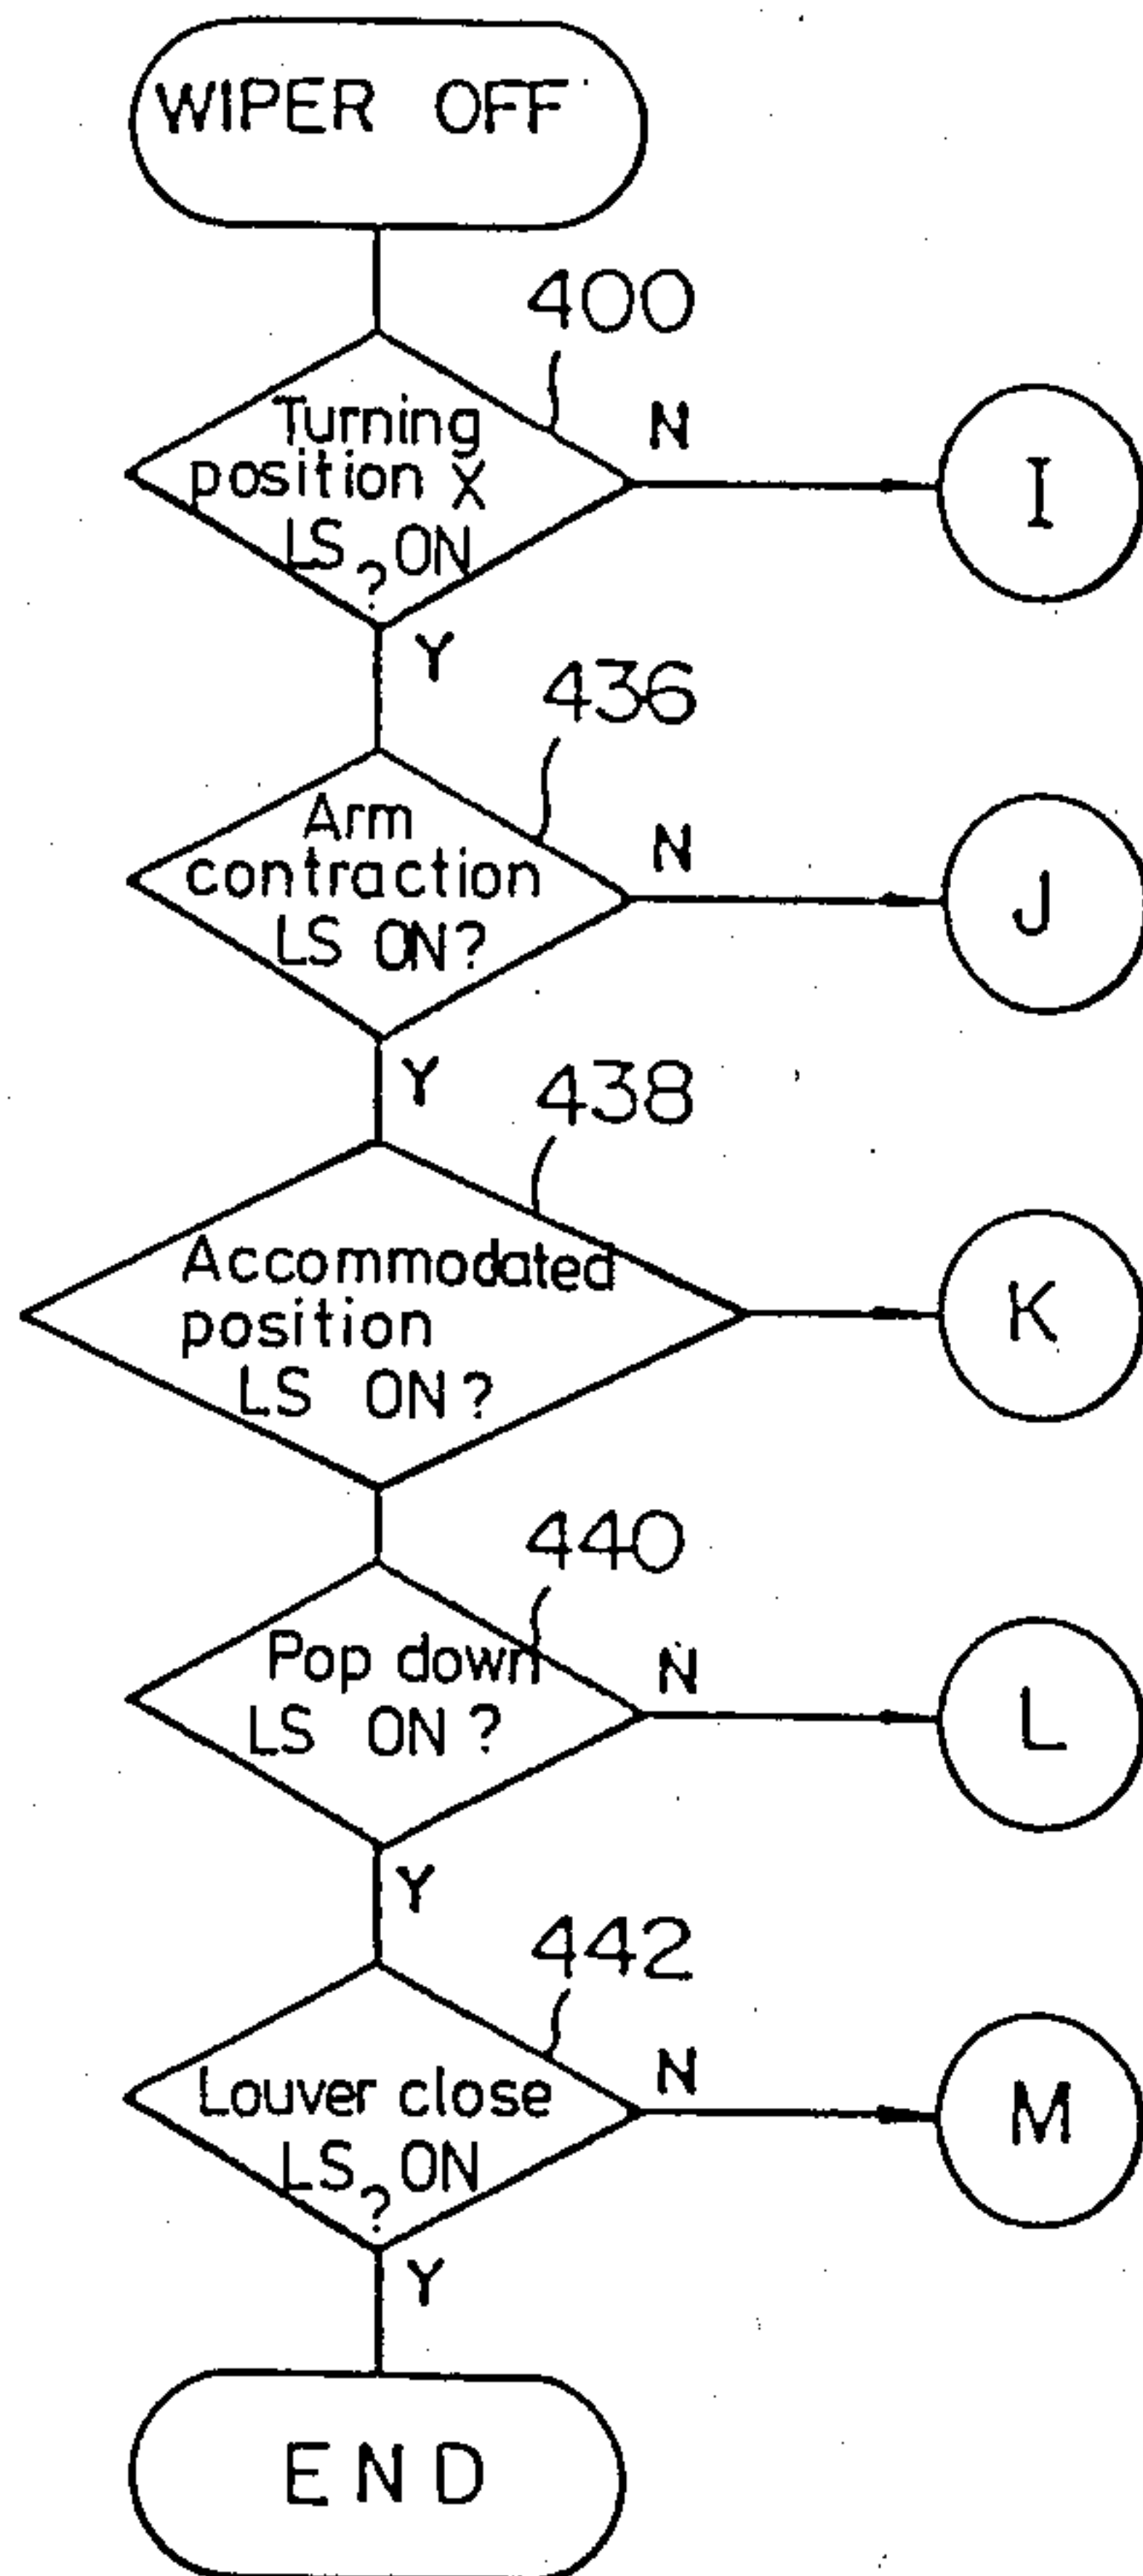 WIPER OFF
400
Turning
position X
LS ON
?
N
I
Y
436
Arm
contraction
LS ON?
N
J
Y
438
Accommodated
position
LS ON?
K
440
Pop down
LS ON?
N
L
Y
442
Louver close
LS ON
?
N
M
Y
END